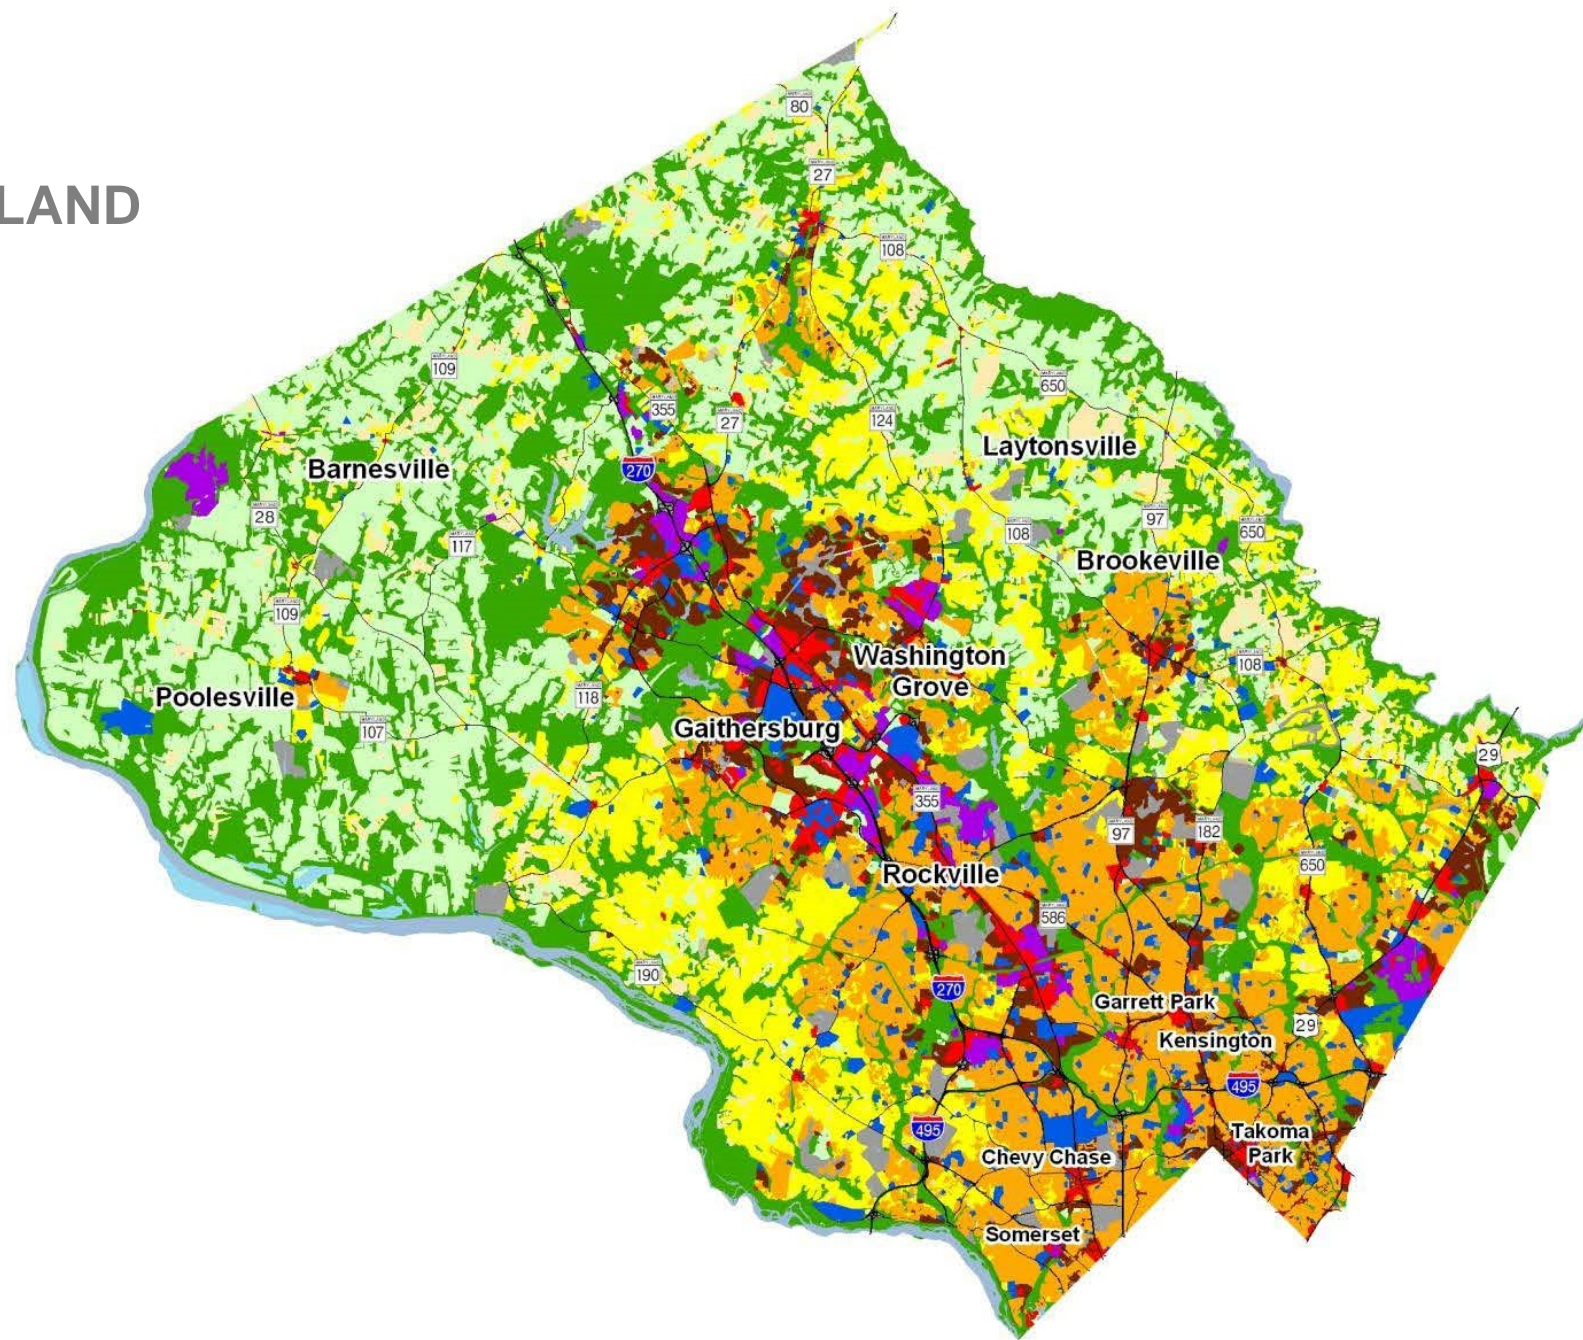 LAND
80
27
108
109
650
355
27
124
Laytonsville
270
Barnesville
28
108
97
650
117
Brookeville
109
Washington
Grove
108
Poolesville
118
107
Gaithersburg
29
355
97
182
650
Rockville
586
190
270
Garrett Park
29
Kensington
495
495
Takoma
Park
Chevy Chase
Somerset